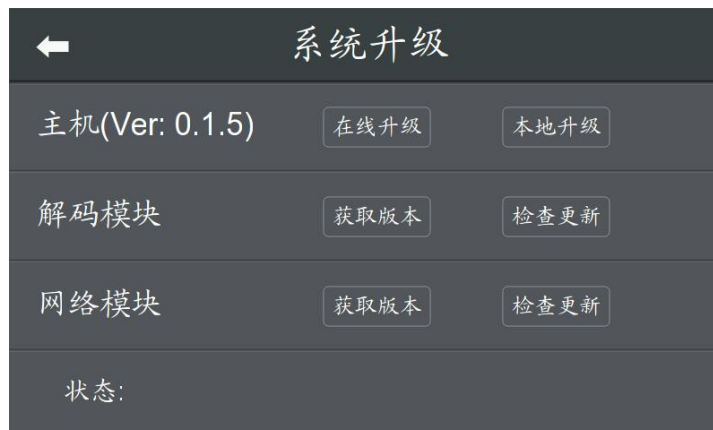 系统升级
主机(Ver: 0.1.5) 在线升级 本地升级
解码模块 获取版本 检查更新
网络模块 获取版本 检查更新
状态: